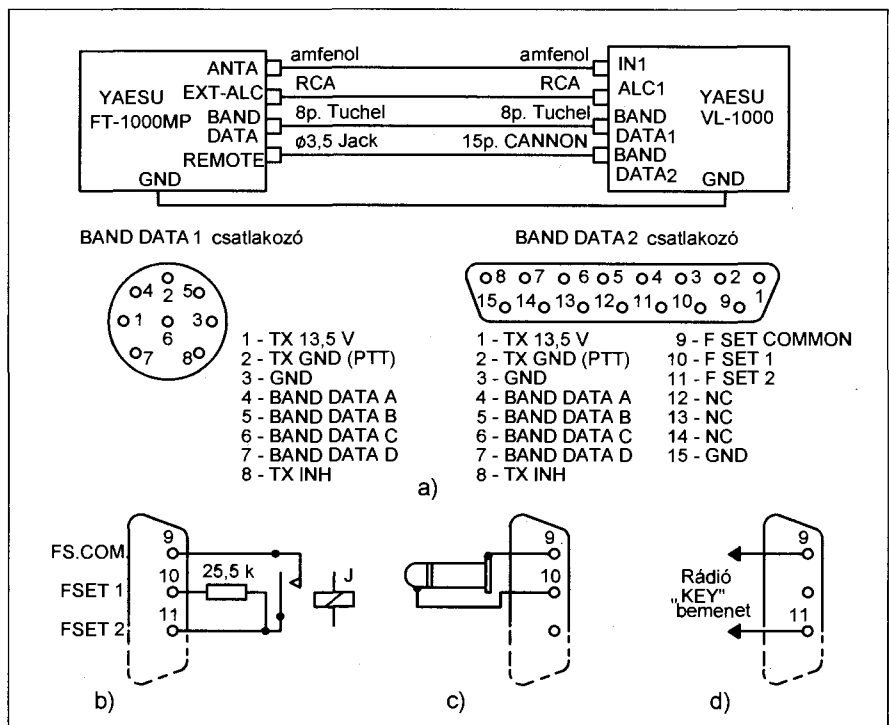 amfenol amfenol
ANTA IN1
RCA RCA
EXT-ALC ALC1
YAESU YAESU
FT-1000MP VL-1000
8p. Tuchel 8p. Tuchel
BAND DATA BAND DATA1
ø3,5 Jack 15p. CANNON
REMOTE BAND DATA2
GND GND
BAND DATA 1 csatlakozó
4 2 5
1 6 3
7 8
1 - TX 13,5 V
2 - TX GND (PTT)
3 - GND
4 - BAND DATA A
5 - BAND DATA B
6 - BAND DATA C
7 - BAND DATA D
8 - TX INH
BAND DATA2 csatlakozó
8 7 6 5 4 3 2 1
15 14 13 12 11 10 9
1 - TX 13,5 V
2 - TX GND (PTT)
3 - GND
4 - BAND DATA A
5 - BAND DATA B
6 - BAND DATA C
7 - BAND DATA D
8 - TX INH
9 - F SET COMMON
10 - F SET 1
11 - F SET 2
12 - NC
13 - NC
14 - NC
15 - GND
a)
FS.COM. 9
FSET 1 10 25,5 k J
FSET 2 11
b)
9
10
c)
9
Rádió
"KEY"
bemenet
11
d)